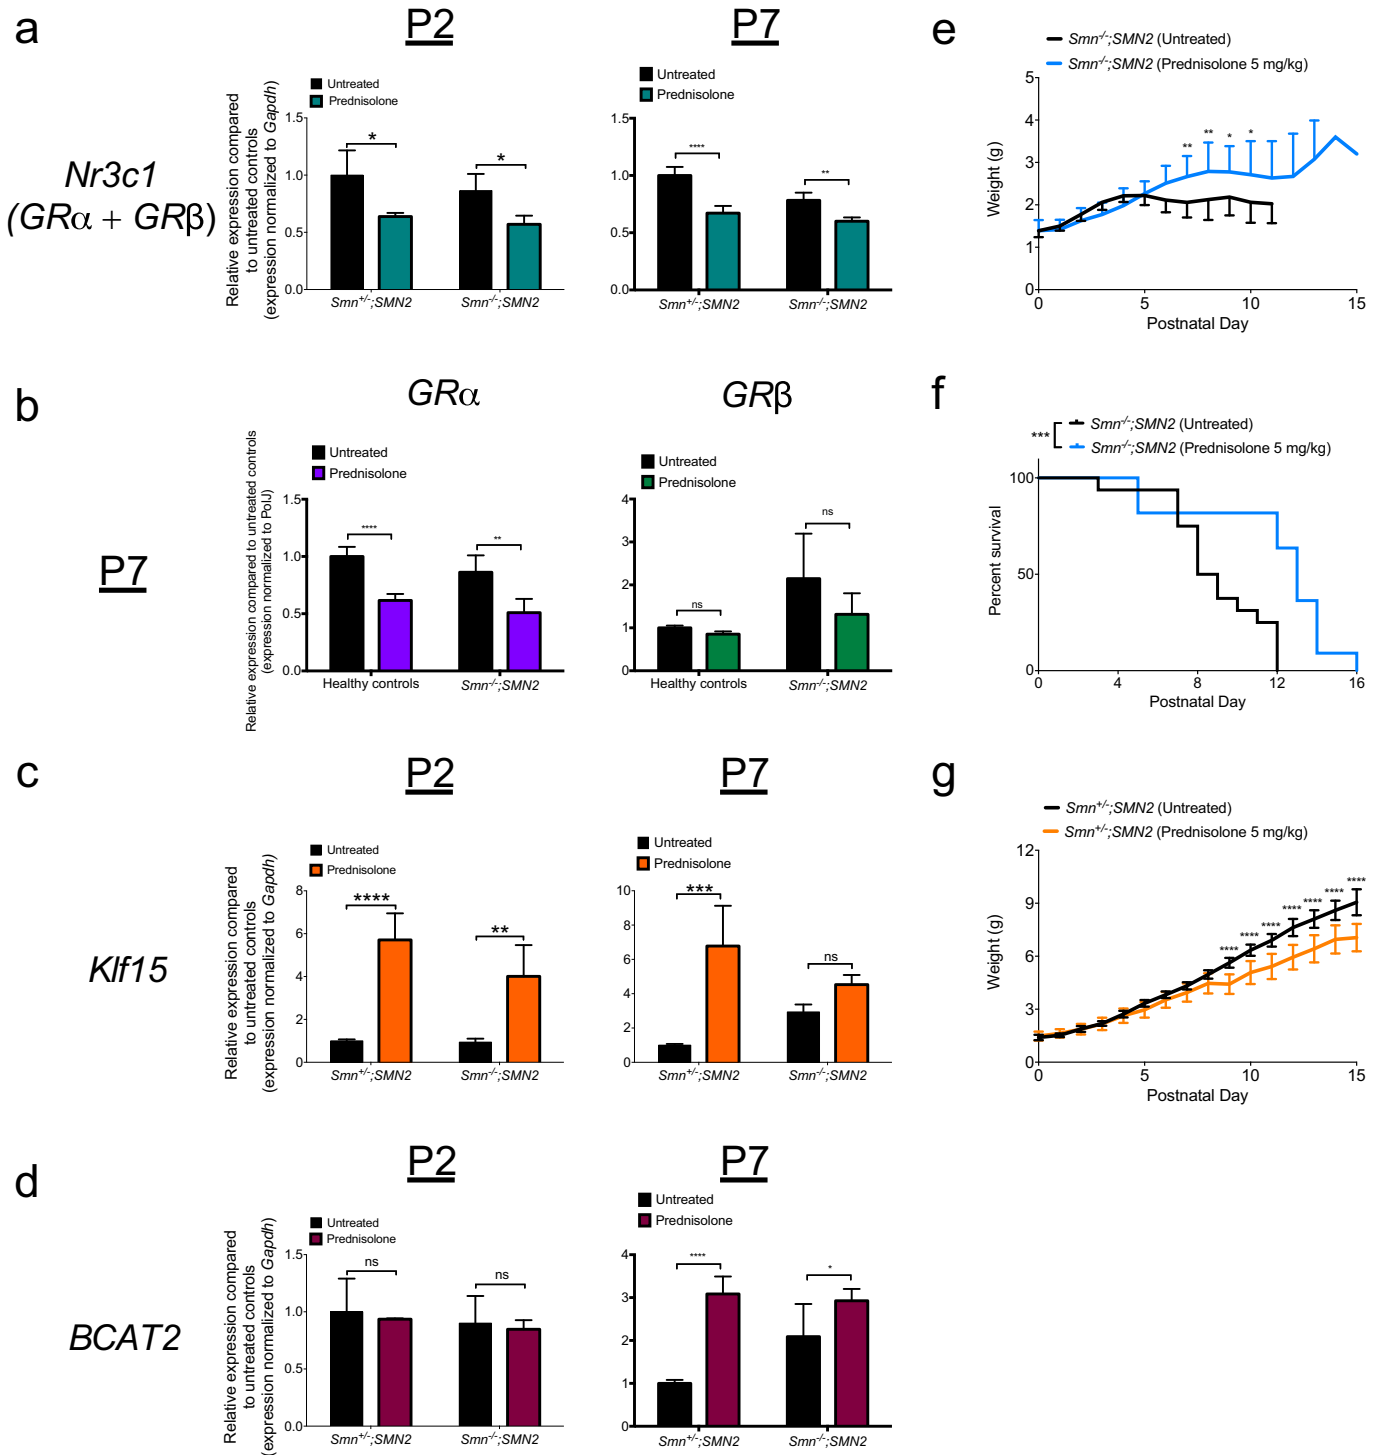 a
P2
P7
Nr3c1
(GRα + GRβ)
Relative expression compared
to untreated controls
(expression normalized to Gapdh)
Untreated
Prednisolone
1.5
1.0
0.5
0.0
*
*
Smn+/-;SMN2
Smn-/-;SMN2
Untreated
Prednisolone
1.5
1.0
0.5
0.0
****
**
Smn+/-;SMN2
Smn-/-;SMN2
e
Smn-/-;SMN2 (Untreated)
Smn-/-;SMN2 (Prednisolone 5 mg/kg)
Weight (g)
5
4
3
2
1
0
** ** * *
0 5 10 15
Postnatal Day
b
GRα
GRβ
P7
Relative expression compared to untreated controls
(expression normalized to PolJ)
Untreated
Prednisolone
1.5
1.0
0.5
0.0
****
**
Healthy controls
Smn-/-;SMN2
Untreated
Prednisolone
4
3
2
1
0
ns
ns
Healthy controls
Smn-/-;SMN2
f
***
Smn-/-;SMN2 (Untreated)
Smn-/-;SMN2 (Prednisolone 5 mg/kg)
Percent survival
100
50
0
0 4 8 12 16
Postnatal Day
c
P2
P7
Klf15
Relative expression compared
to untreated controls
(expression normalized to Gapdh)
Untreated
Prednisolone
8
6
4
2
0
****
**
Smn+/-;SMN2
Smn-/-;SMN2
Untreated
Prednisolone
10
8
6
4
2
0
***
ns
Smn+/-;SMN2
Smn-/-;SMN2
g
Smn+/-;SMN2 (Untreated)
Smn+/-;SMN2 (Prednisolone 5 mg/kg)
Weight (g)
12
9
6
3
0
**** **** **** **** **** **** ****
0 5 10 15
Postnatal Day
d
P2
P7
BCAT2
Relative expression compared
to untreated controls
(expression normalized to Gapdh)
Untreated
Prednisolone
1.5
1.0
0.5
0.0
ns
ns
Smn+/-;SMN2
Smn-/-;SMN2
Untreated
Prednisolone
4
3
2
1
0
****
*
Smn+/-;SMN2
Smn-/-;SMN2